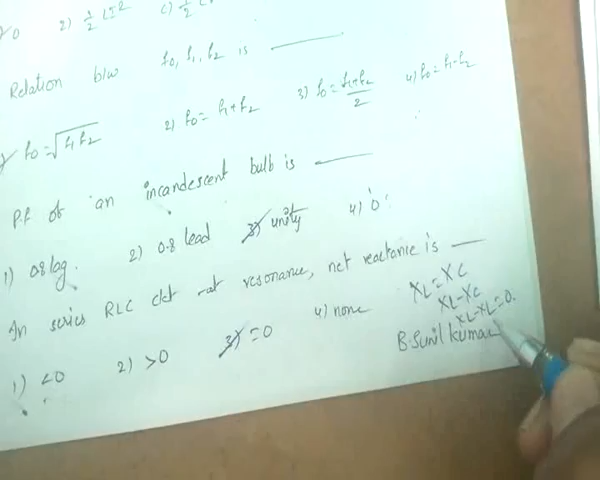 0 2) ½ LI² c) ½ L
Relation b/w f₀, f₁, f₂ is ———
f₀ = √f₁f₂ 2) f₀ = f₁+f₂ 3) f₀ = f₁+f₂/2 4) f₀ = f₁-f₂
P.f of an incandescent bulb is ———
1) 0.8 lag. 2) 0.8 lead 3) unity 4) '0'.
In series RLC ckt at resonance, net reactance is ———
1) <0 2) >0 3) =0 4) none
XL = XC
XL-XC
XL-XL=0.
B.Sunil kumar